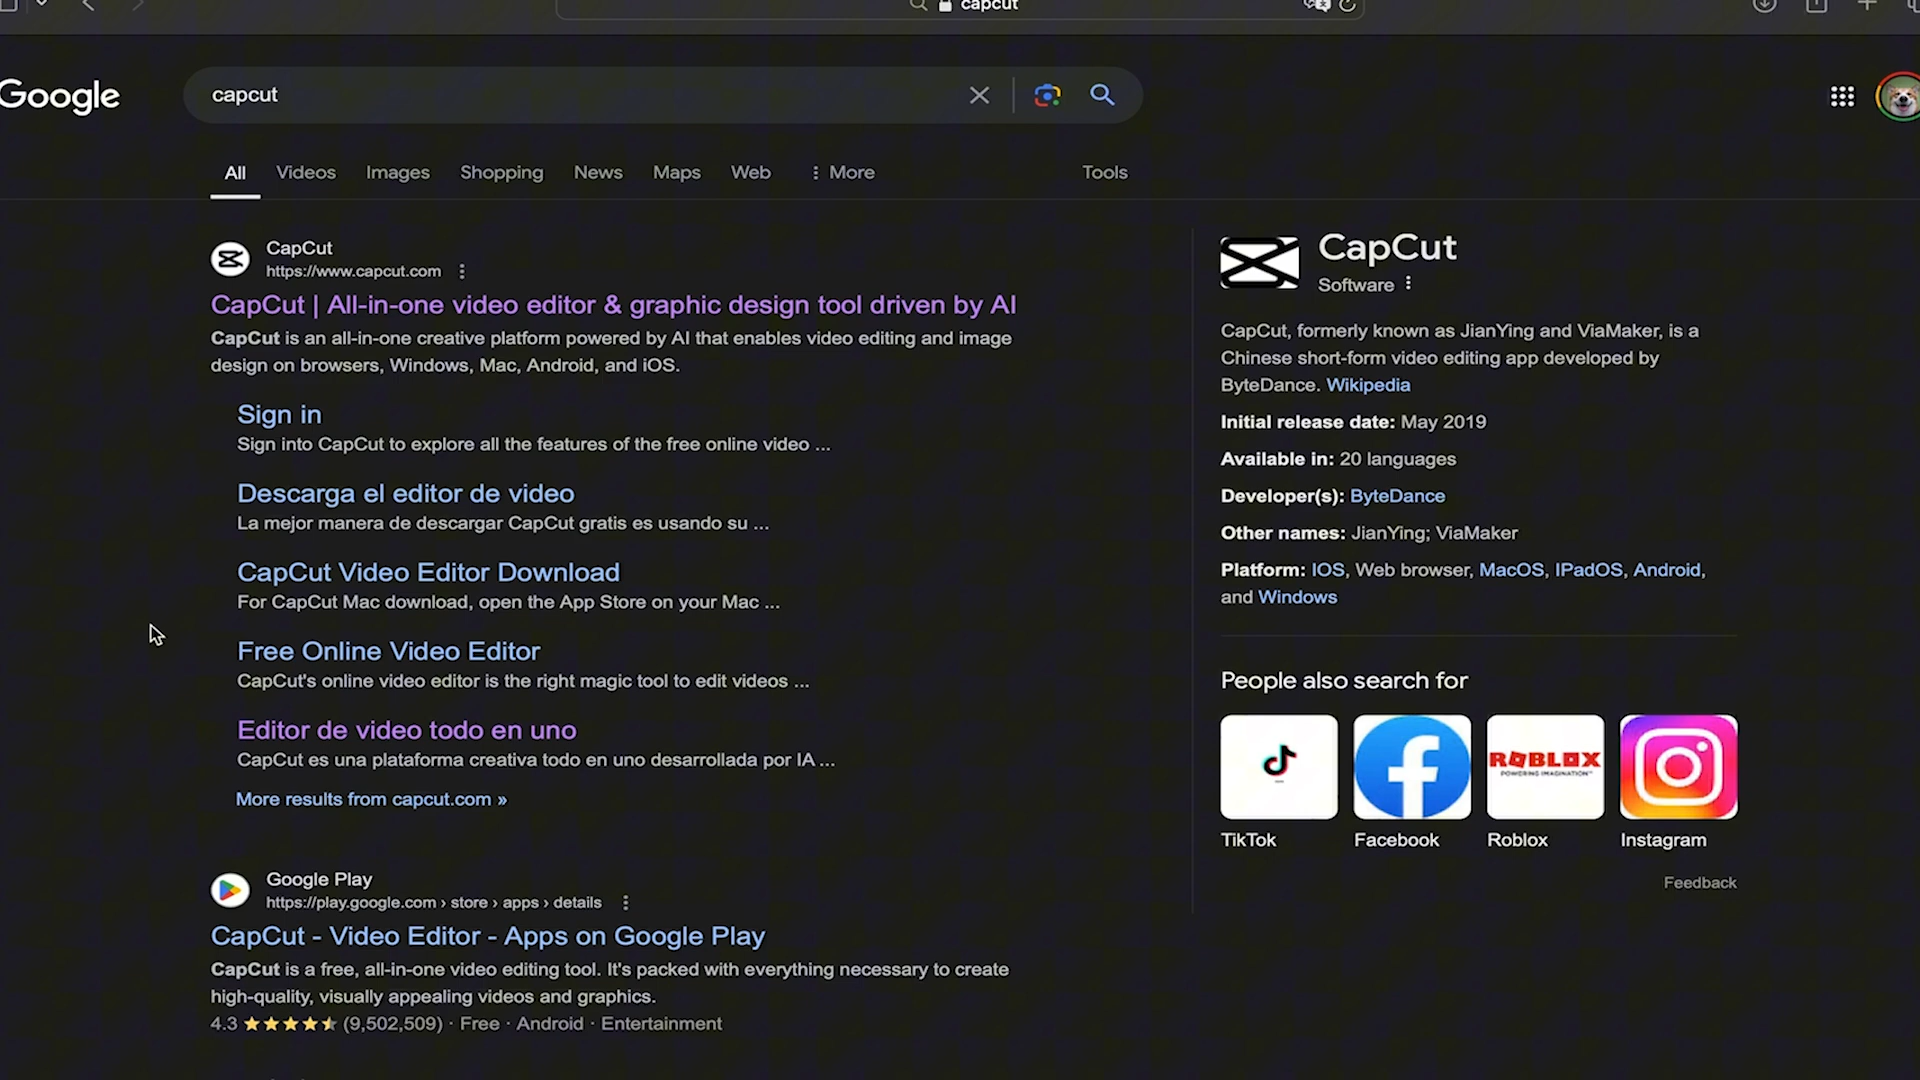 capcut
Google
capcut
All Videos Images Shopping News Maps Web More Tools
CapCut
https://www.capcut.com
CapCut | All-in-one video editor & graphic design tool driven by AI
CapCut is an all-in-one creative platform powered by AI that enables video editing and image
design on browsers, Windows, Mac, Android, and iOS.
Sign in
Sign into CapCut to explore all the features of the free online video ...
Descarga el editor de video
La mejor manera de descargar CapCut gratis es usando su ...
CapCut Video Editor Download
For CapCut Mac download, open the App Store on your Mac ...
Free Online Video Editor
CapCut's online video editor is the right magic tool to edit videos ...
Editor de video todo en uno
CapCut es una plataforma creativa todo en uno desarrollada por IA ...
More results from capcut.com »
Google Play
https://play.google.com › store › apps › details
CapCut - Video Editor - Apps on Google Play
CapCut is a free, all-in-one video editing tool. It's packed with everything necessary to create
high-quality, visually appealing videos and graphics.
4.3 ★★★★★ (9,502,509) · Free · Android · Entertainment
CapCut
Software
CapCut, formerly known as JianYing and ViaMaker, is a
Chinese short-form video editing app developed by
ByteDance. Wikipedia
Initial release date: May 2019
Available in: 20 languages
Developer(s): ByteDance
Other names: JianYing; ViaMaker
Platform: IOS, Web browser, MacOS, IPadOS, Android,
and Windows
People also search for
ROBLOX
POWERING IMAGINATION™
TikTok Facebook Roblox Instagram
Feedback